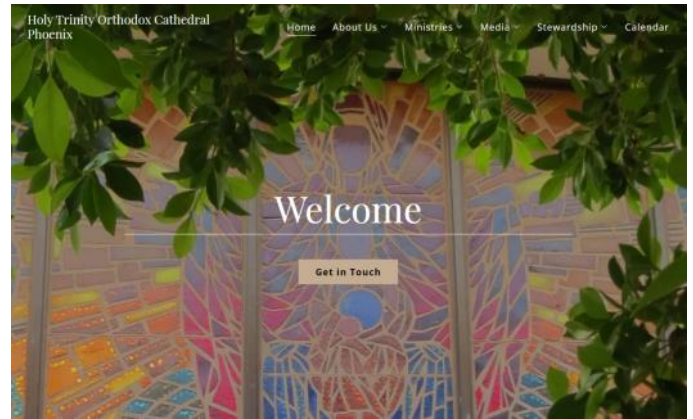 Holy Trinity Orthodox Cathedral
Phoenix
Home About Us Ministries Media Stewardship Calendar
Welcome
Get in Touch